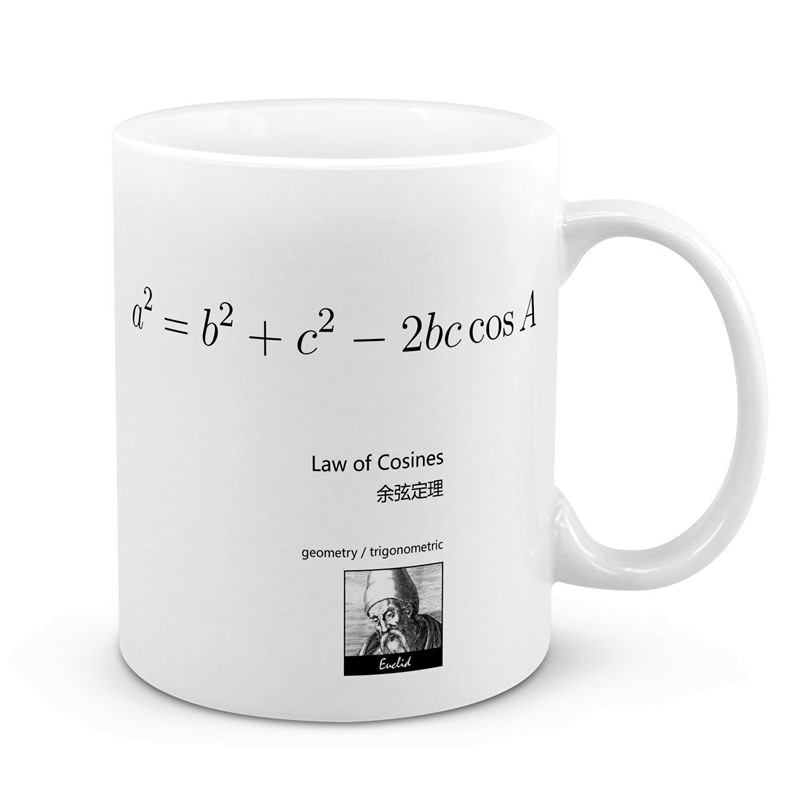 a² = b² + c² − 2bc cos A
Law of Cosines
余弦定理
geometry / trigonometric
Euclid